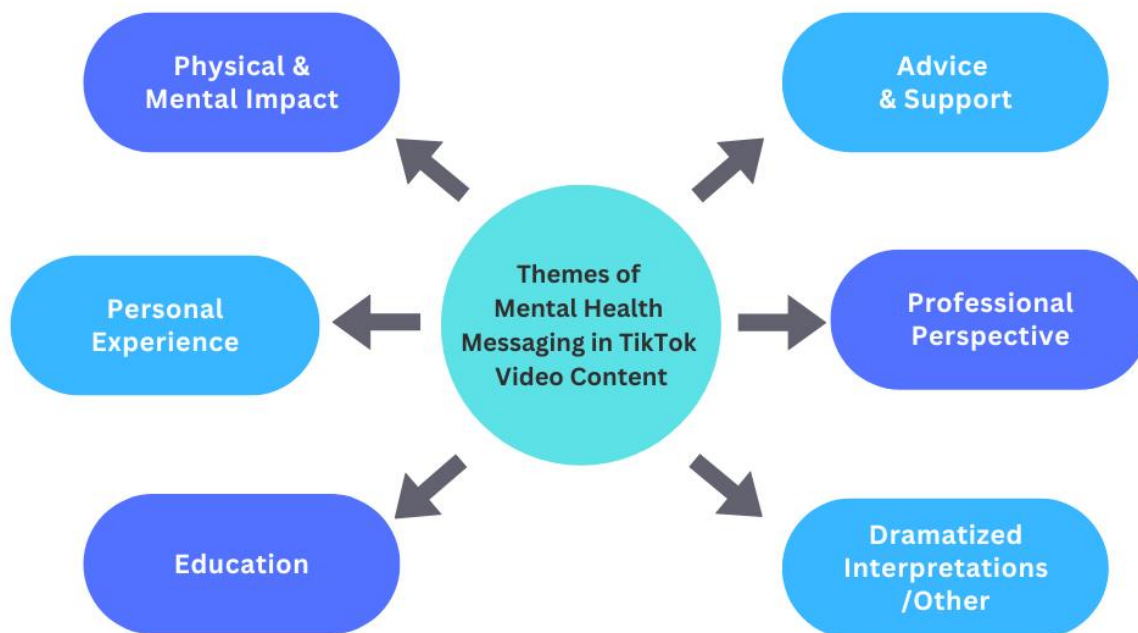 Physical &
Mental Impact
Advice
& Support
Themes of
Mental Health
Messaging in TikTok
Video Content
Personal
Experience
Professional
Perspective
Education
Dramatized
Interpretations
/Other